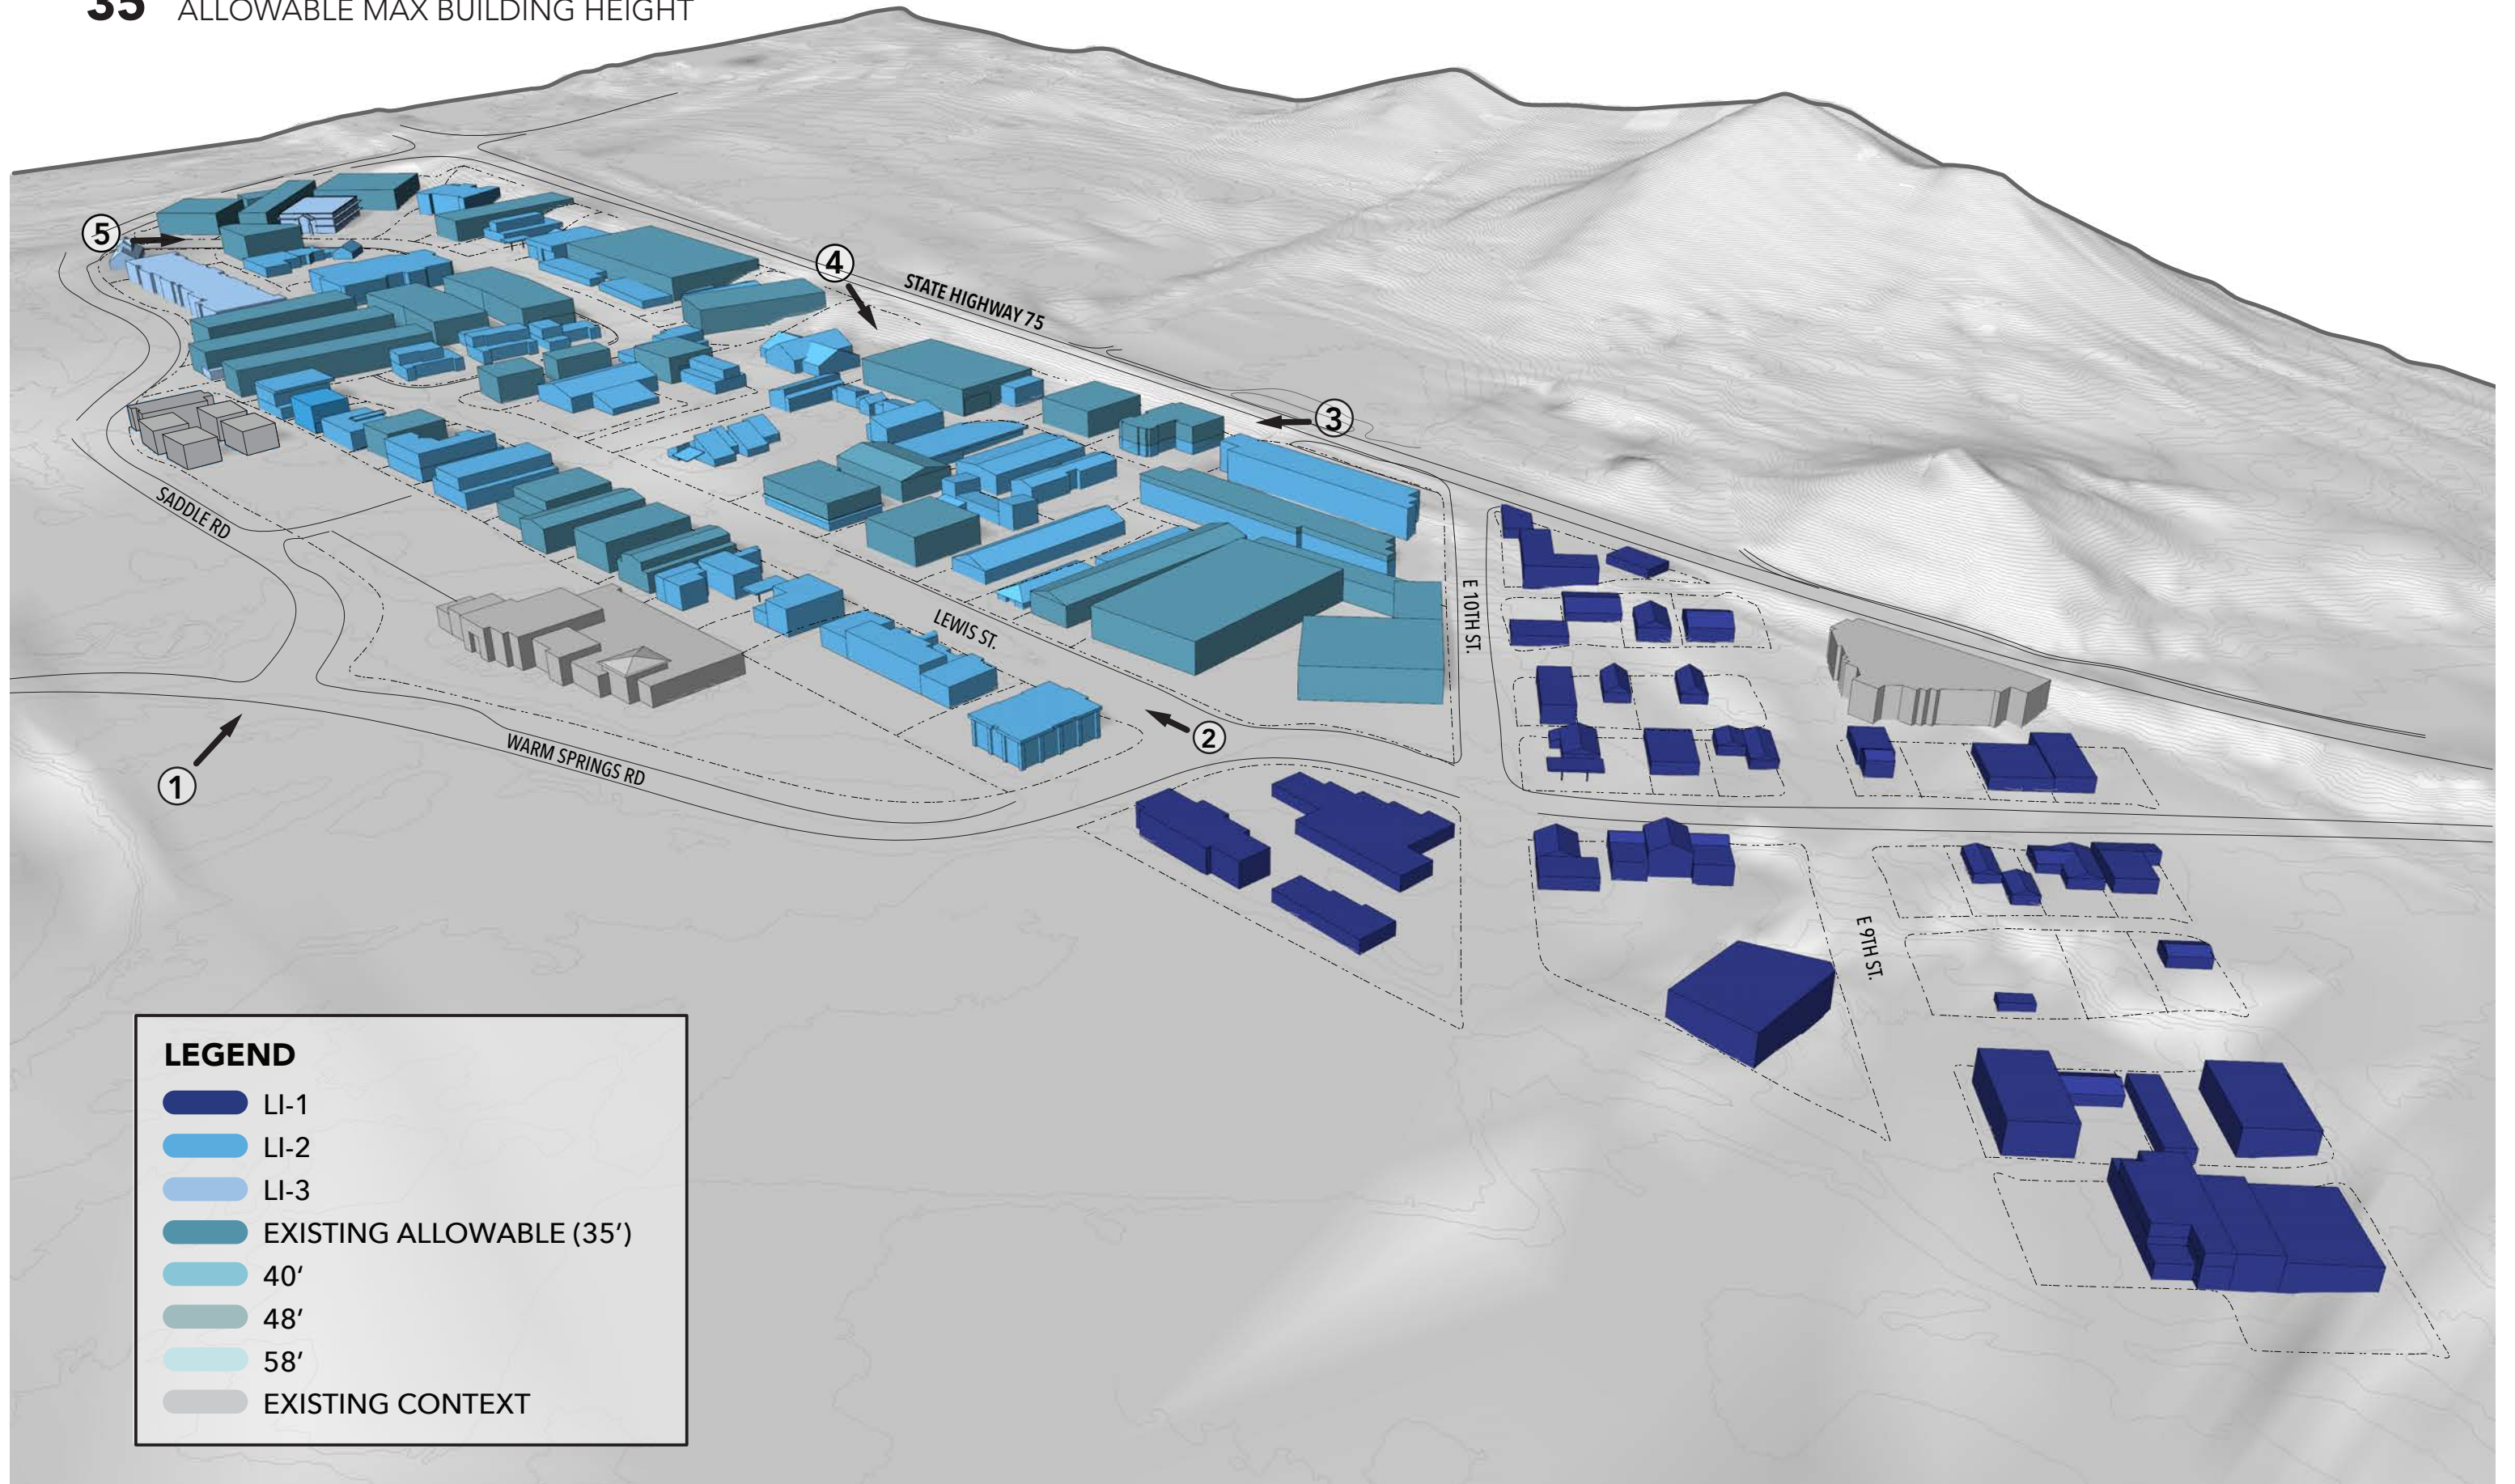 35' ALLOWABLE MAX BUILDING HEIGHT
5
4
STATE HIGHWAY 75
3
SADDLE RD
E 10TH ST.
LEWIS ST.
2
WARM SPRINGS RD
1
E 9TH ST.
LEGEND
LI-1
LI-2
LI-3
EXISTING ALLOWABLE (35')
40'
48'
58'
EXISTING CONTEXT